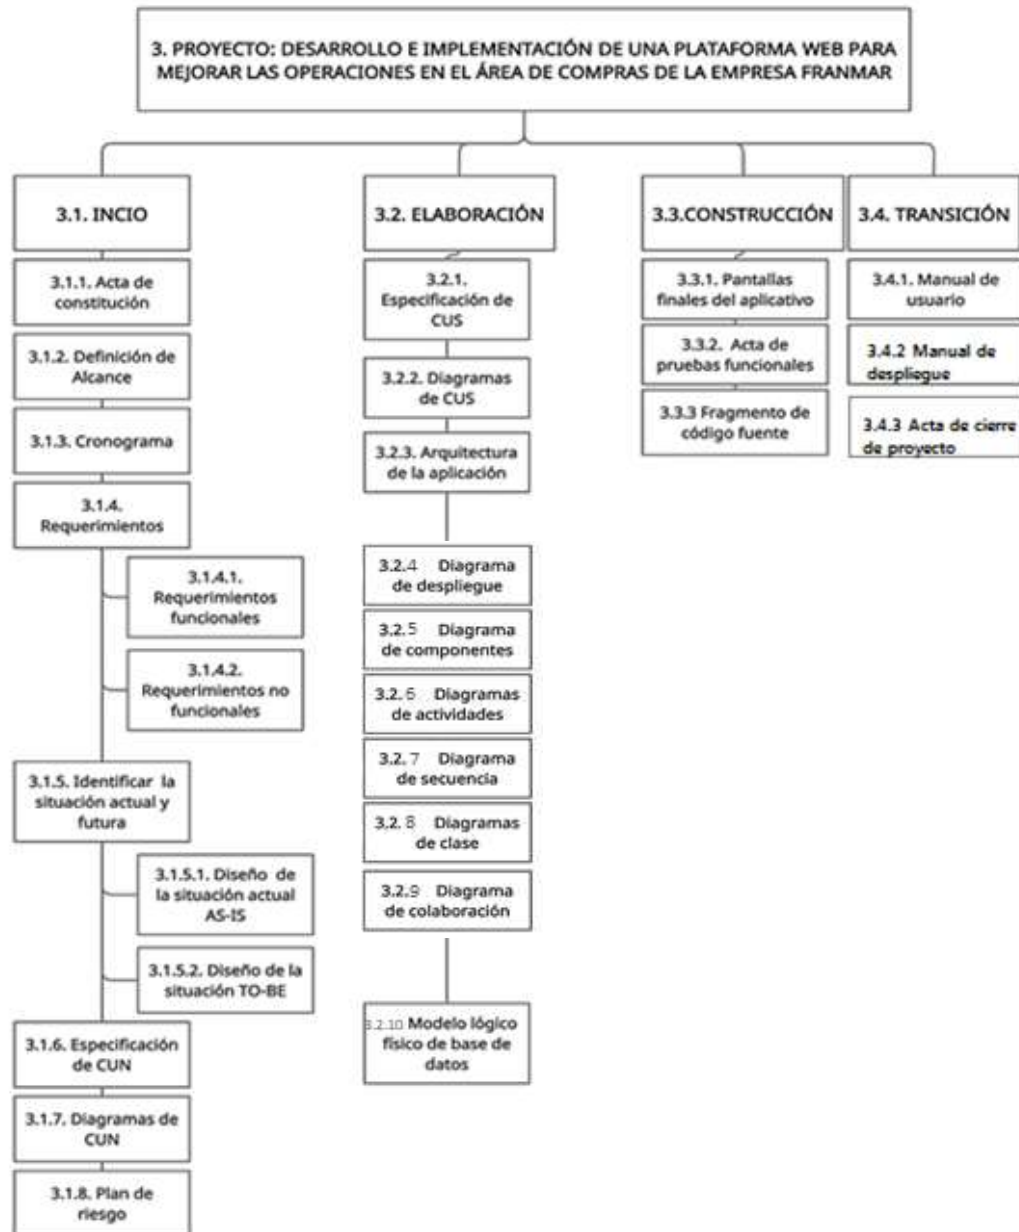 3. PROYECTO: DESARROLLO E IMPLEMENTACIÓN DE UNA PLATAFORMA WEB PARA
MEJORAR LAS OPERACIONES EN EL ÁREA DE COMPRAS DE LA EMPRESA FRANMAR
3.1. INCIO
3.1.1. Acta de
constitución
3.1.2. Definición de
Alcance
3.1.3. Cronograma
3.1.4.
Requerimientos
3.1.4.1.
Requerimientos
funcionales
3.1.4.2.
Requerimientos no
funcionales
3.1.5. Identificar la
situación actual y
futura
3.1.5.1. Diseño de
la situación actual
AS-IS
3.1.5.2. Diseño de la
situación TO-BE
3.1.6. Especificación
de CUN
3.1.7. Diagramas de
CUN
3.1.8. Plan de
riesgo
3.2. ELABORACIÓN
3.2.1.
Especificación de
CUS
3.2.2. Diagramas
de CUS
3.2.3. Arquitectura
de la aplicación
3.2.4 Diagrama
de despliegue
3.2.5 Diagrama
de componentes
3.2.6 Diagramas
de actividades
3.2.7 Diagrama
de secuencia
3.2.8 Diagramas
de clase
3.2.9 Diagrama
de colaboración
3.2.10 Modelo lógico
físico de base de
datos
3.3.CONSTRUCCIÓN
3.3.1. Pantallas
finales del aplicativo
3.3.2. Acta de
pruebas funcionales
3.3.3 Fragmento de
código fuente
3.4. TRANSICIÓN
3.4.1. Manual de
usuario
3.4.2 Manual de
despliegue
3.4.3 Acta de cierre
de proyecto